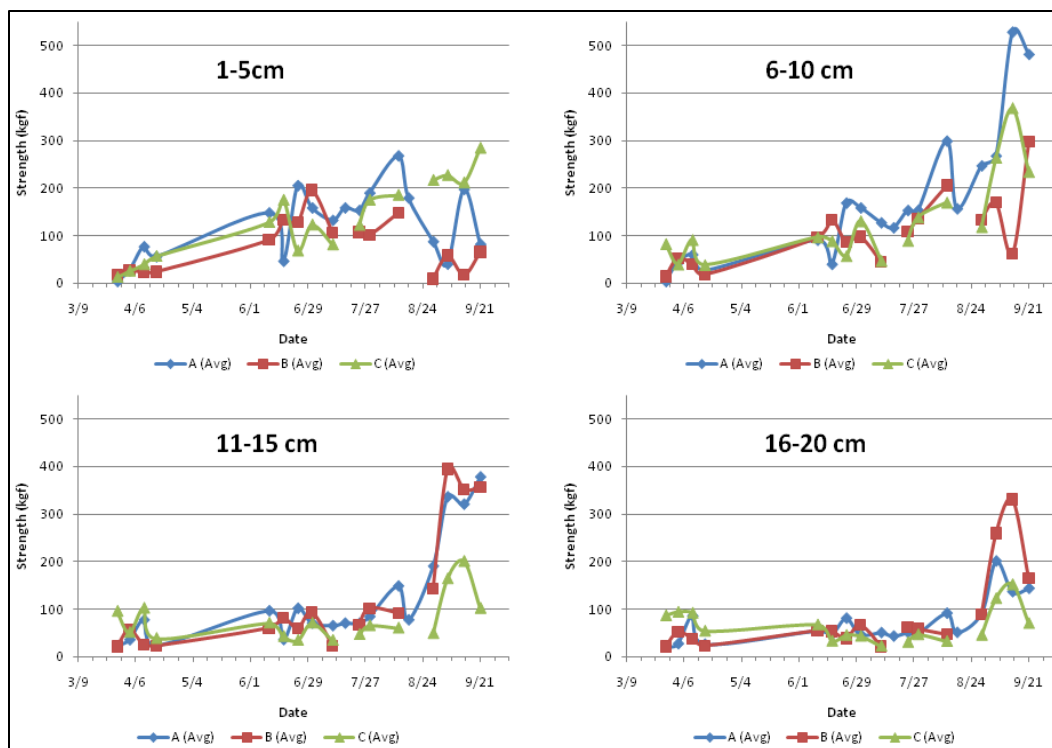 1-5cm
Strength (kgf)
500
400
300
200
100
0
3/9 4/6 5/4 6/1 6/29 7/27 8/24 9/21
Date
A (Avg) B (Avg) C (Avg)
6-10 cm
Strength (kgf)
500
400
300
200
100
0
3/9 4/6 5/4 6/1 6/29 7/27 8/24 9/21
Date
A (Avg) B (Avg) C (Avg)
11-15 cm
Strength (kgf)
500
400
300
200
100
0
3/9 4/6 5/4 6/1 6/29 7/27 8/24 9/21
Date
A (Avg) B (Avg) C (Avg)
16-20 cm
Strength (kgf)
500
400
300
200
100
0
3/9 4/6 5/4 6/1 6/29 7/27 8/24 9/21
Date
A (Avg) B (Avg) C (Avg)